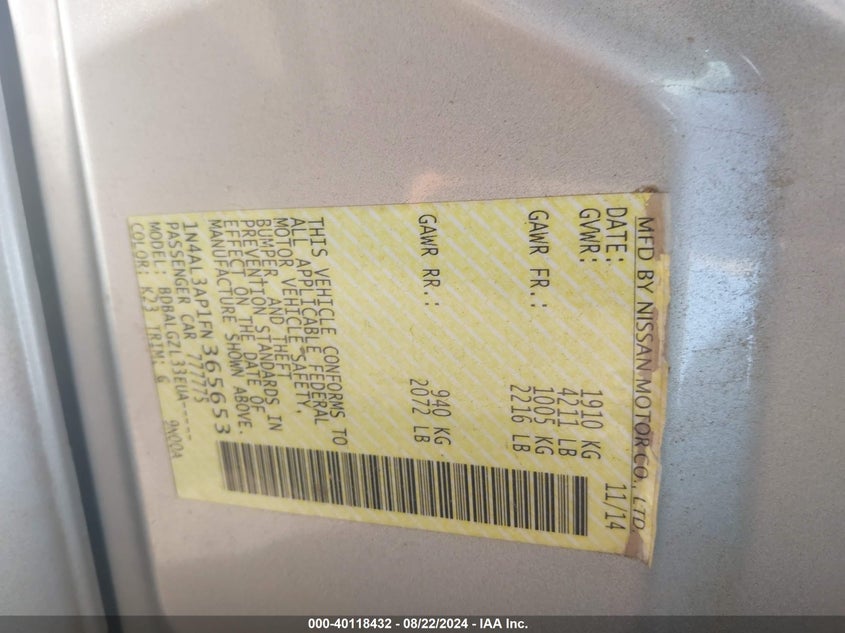 MFD BY NISSAN MOTOR CO., LTD.
DATE: 11/14
GVWR: 1910 KG
4211 LB
GAWR FR.: 1005 KG
2216 LB
GAWR RR.: 940 KG
2072 LB
THIS VEHICLE CONFORMS TO
ALL APPLICABLE FEDERAL
MOTOR VEHICLE SAFETY,
BUMPER, AND THEFT
PREVENTION STANDARDS IN
EFFECT ON THE DATE OF
MANUFACTURE SHOWN ABOVE.
1N4AL3AP1FN365653
PASSENGER CAR 777775
MODEL: BDBALGZL33EUA-----
COLOR: K23 TRIM: G 9N00A
000-40118432 - 08/22/2024 - IAA Inc.